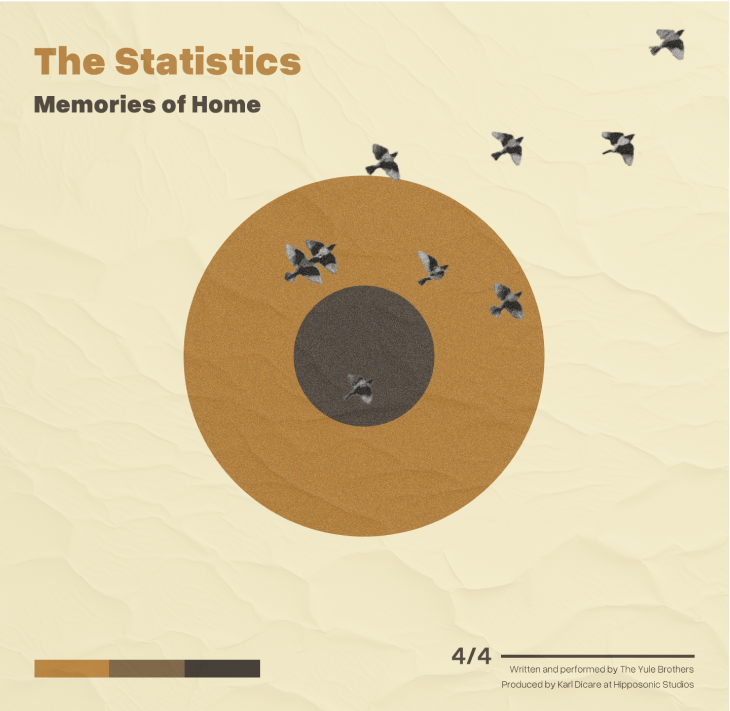 The Statistics
Memories of Home
4/4
Written and performed by The Yule Brothers
Produced by Karl Dicare at Hipposonic Studios